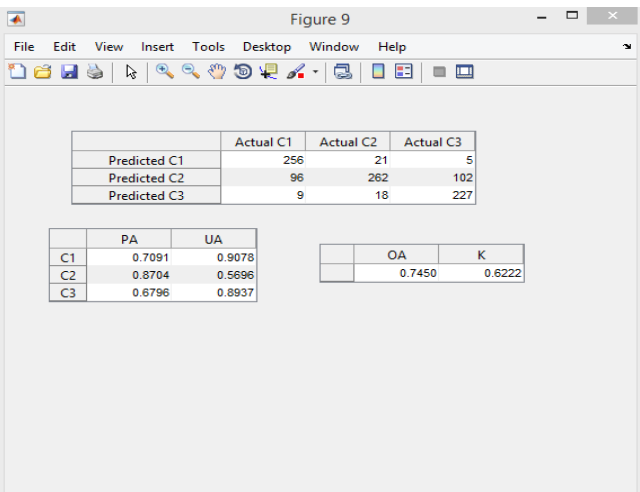 Figure 9
File Edit View Insert Tools Desktop Window Help
Actual C1 Actual C2 Actual C3
Predicted C1 256 21 5
Predicted C2 96 262 102
Predicted C3 9 18 227
PA UA
C1 0.7091 0.9078
C2 0.8704 0.5696
C3 0.6796 0.8937
OA K
0.7450 0.6222